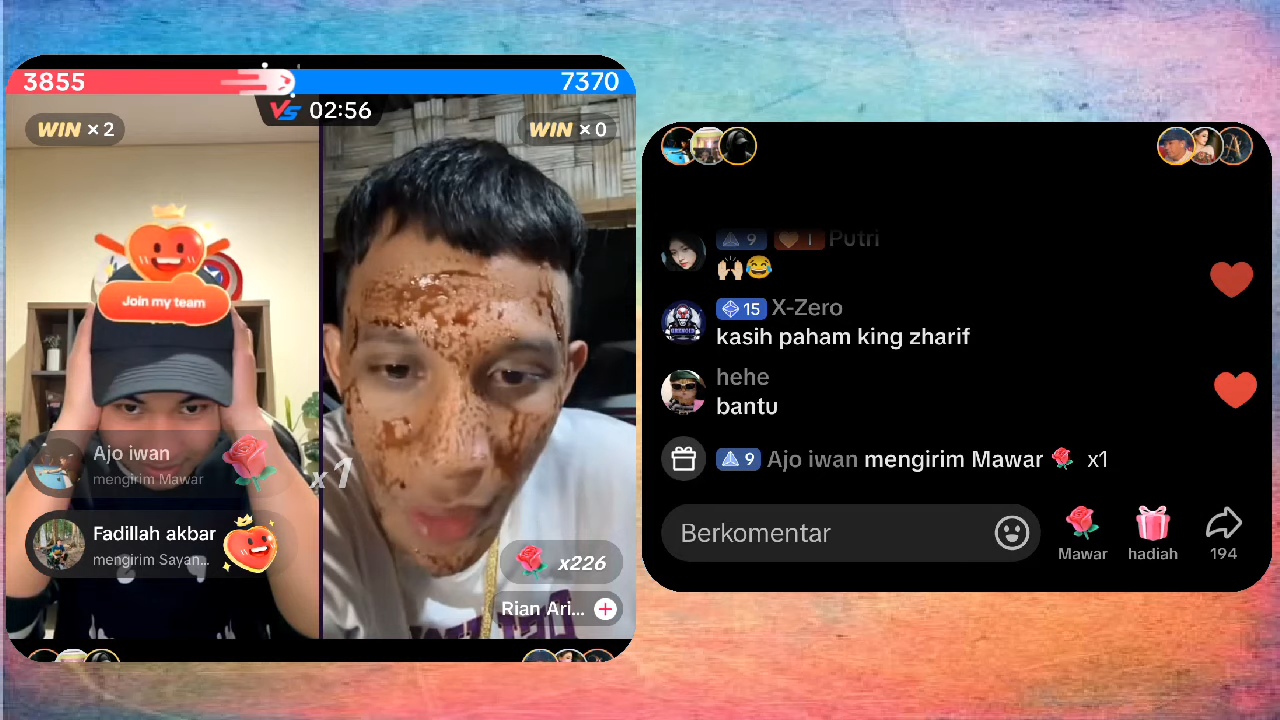 3855
7370
VS 02:56
WIN × 2
WIN × 0
Join my team
Ajo iwan
mengirim Mawar
x1
Fadillah akbar
mengirim Sayan...
x226
Rian Ari...
9 1 Putri
15 X-Zero
kasih paham king zharif
hehe
bantu
9 Ajo iwan mengirim Mawar x1
Berkomentar
Mawar
hadiah
194